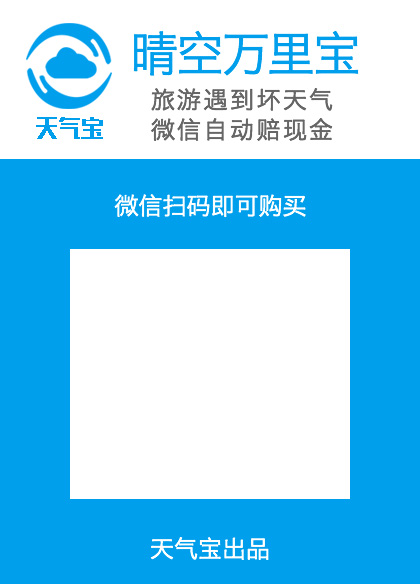 晴空万里宝
旅游遇到坏天气
天气宝
微信自动赔现金
微信扫码即可购买
天气宝出品